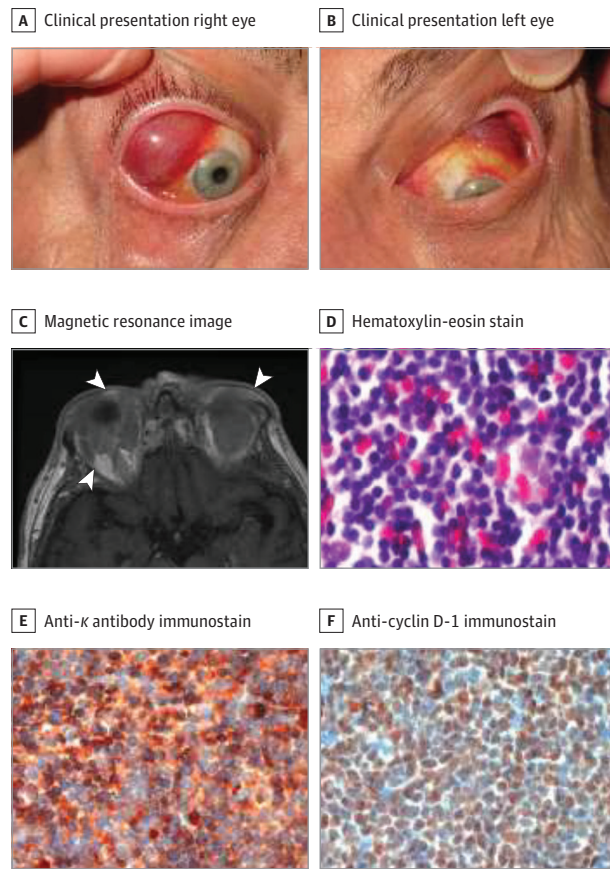 A Clinical presentation right eye
B Clinical presentation left eye
C Magnetic resonance image
D Hematoxylin-eosin stain
E Anti-κ antibody immunostain
F Anti-cyclin D-1 immunostain